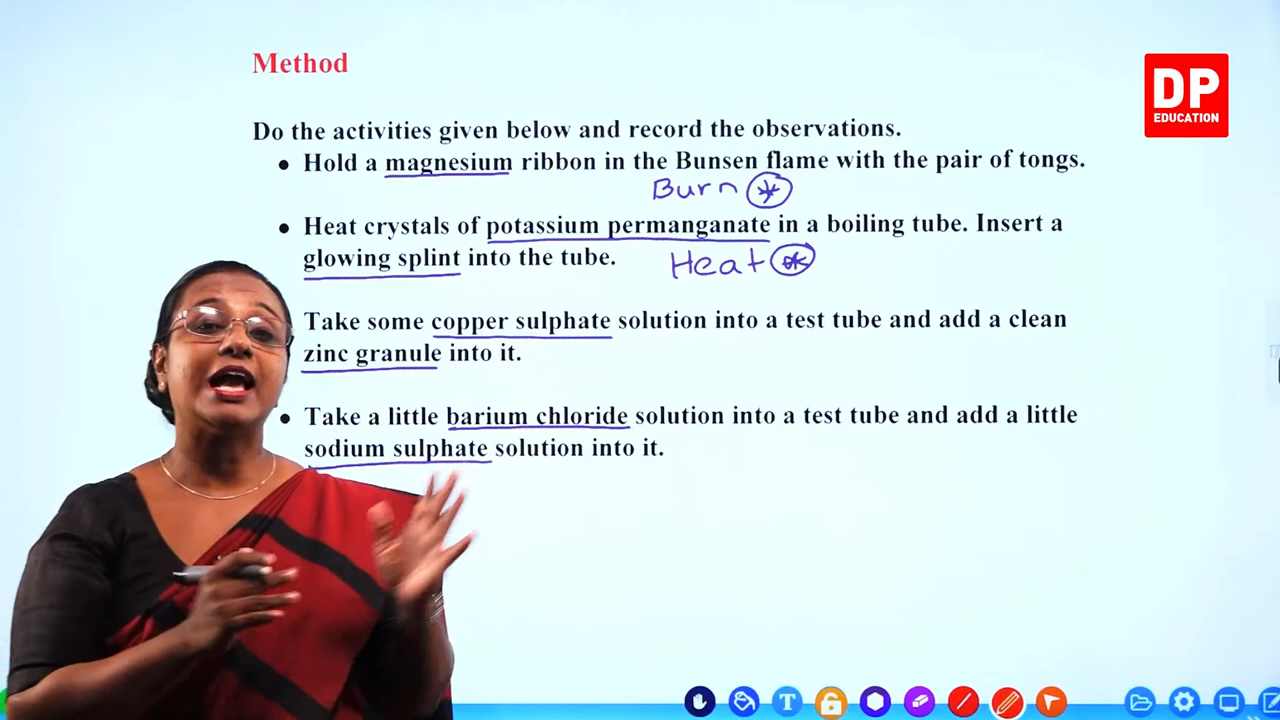 Method
DP
EDUCATION
Do the activities given below and record the observations.
• Hold a magnesium ribbon in the Bunsen flame with the pair of tongs.
Burn
• Heat crystals of potassium permanganate in a boiling tube. Insert a
glowing splint into the tube.
Heat
Take some copper sulphate solution into a test tube and add a clean
zinc granule into it.
• Take a little barium chloride solution into a test tube and add a little
sodium sulphate solution into it.
T